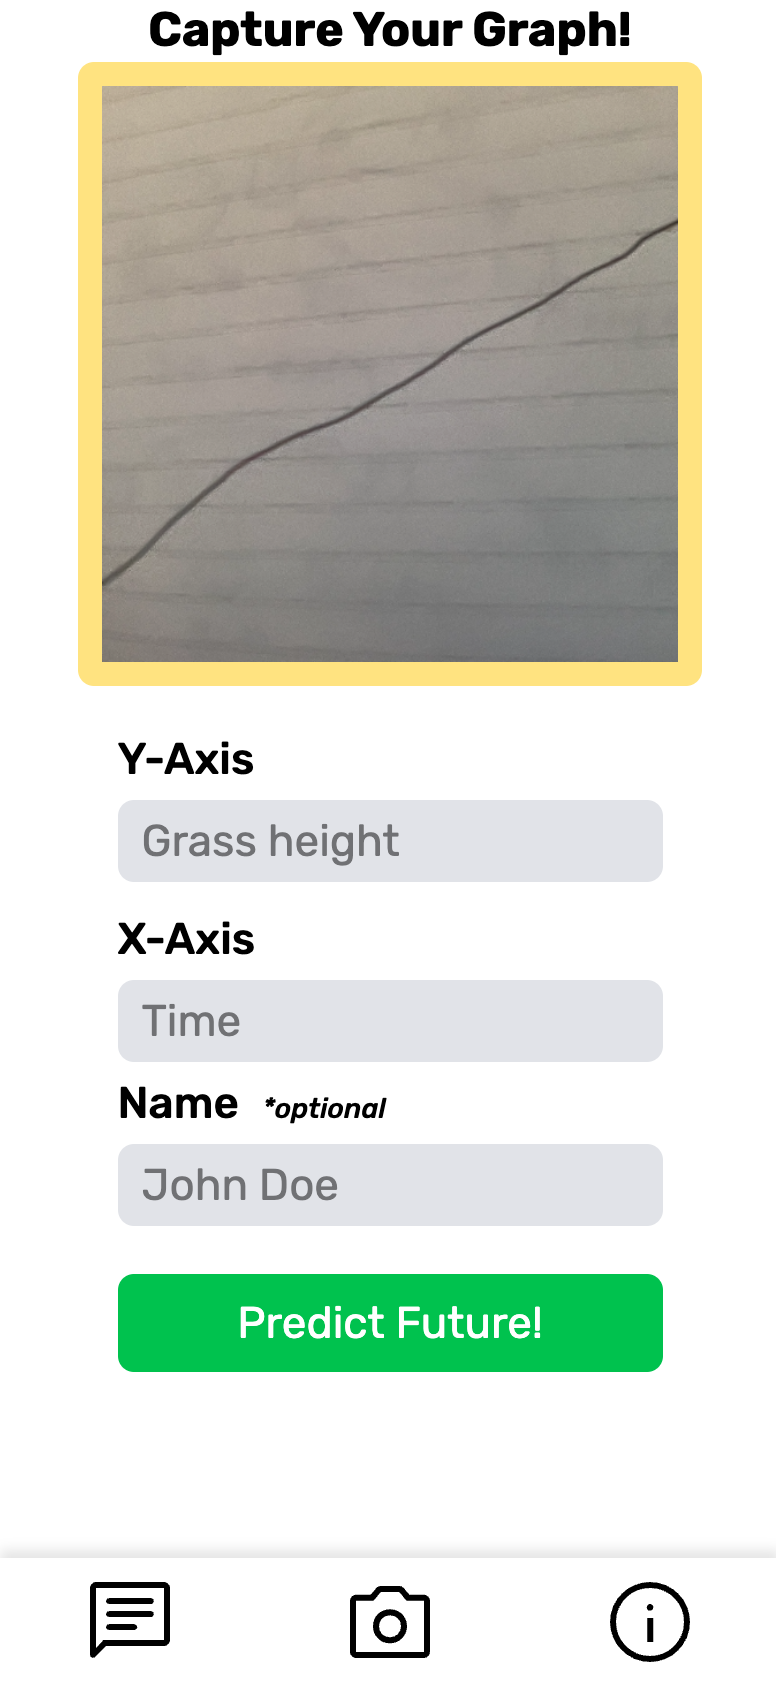 Capture Your Graph!
Y-Axis
Grass height
X-Axis
Time
Name *optional
John Doe
Predict Future!